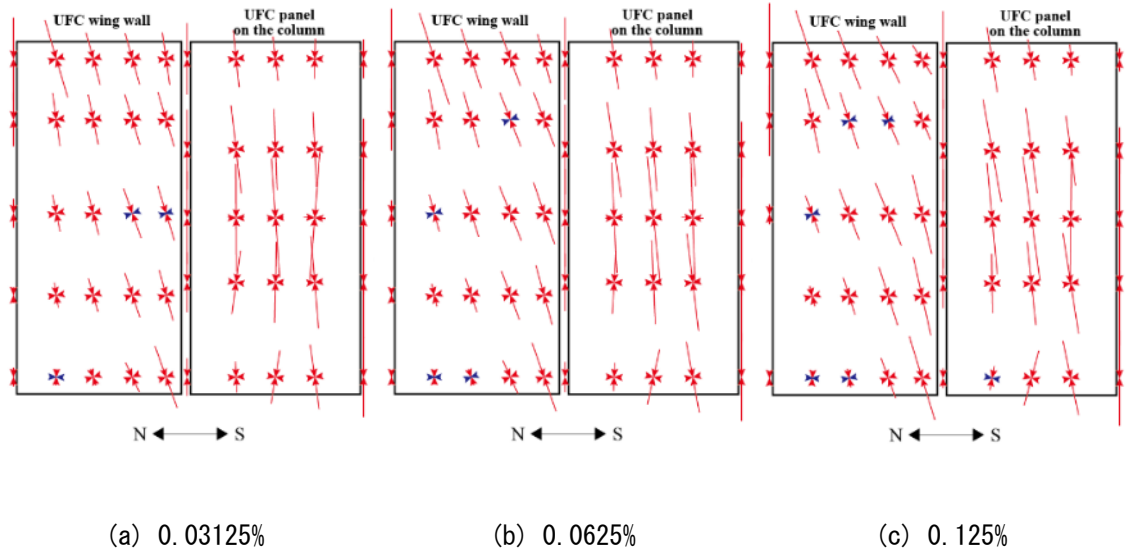 UFC wing wall
UFC panel
on the column
UFC wing wall
UFC panel
on the column
UFC wing wall
UFC panel
on the column
N S
N S
N S
(a) 0.03125%
(b) 0.0625%
(c) 0.125%